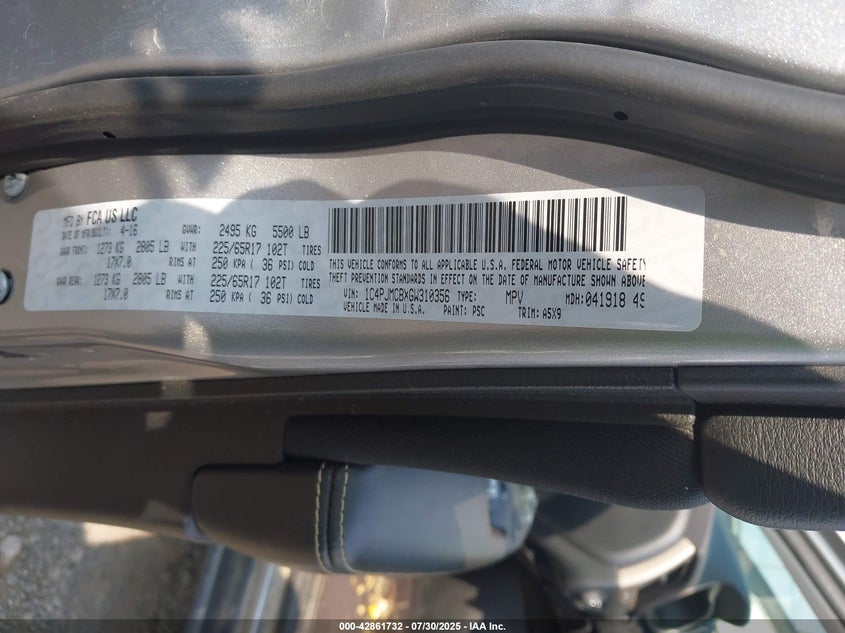 MFD BY FCA US LLC
DATE OF MFR(BUILT): 4-16 GVWR: 2495 KG 5500 LB
GAWR FRONT: 1273 KG 2805 LB WITH 225/65R17 102T TIRES
17X7.0 RIMS AT 250 KPA ( 36 PSI) COLD
GAWR REAR: 1273 KG 2805 LB WITH 225/65R17 102T TIRES
17X7.0 RIMS AT 250 KPA ( 36 PSI) COLD
THIS VEHICLE CONFORMS TO ALL APPLICABLE U.S.A. FEDERAL MOTOR VEHICLE SAFETY
THEFT PREVENTION STANDARDS IN EFFECT ON THE DATE OF MANUFACTURE SHOWN ABOVE
VIN: 1C4PJMCBXGW310356 TYPE: MPV MDH:041918 49
VEHICLE MADE IN U.S.A. PAINT: PSC TRIM: A5X9
000-42861732 - 07/30/2025 - IAA Inc.